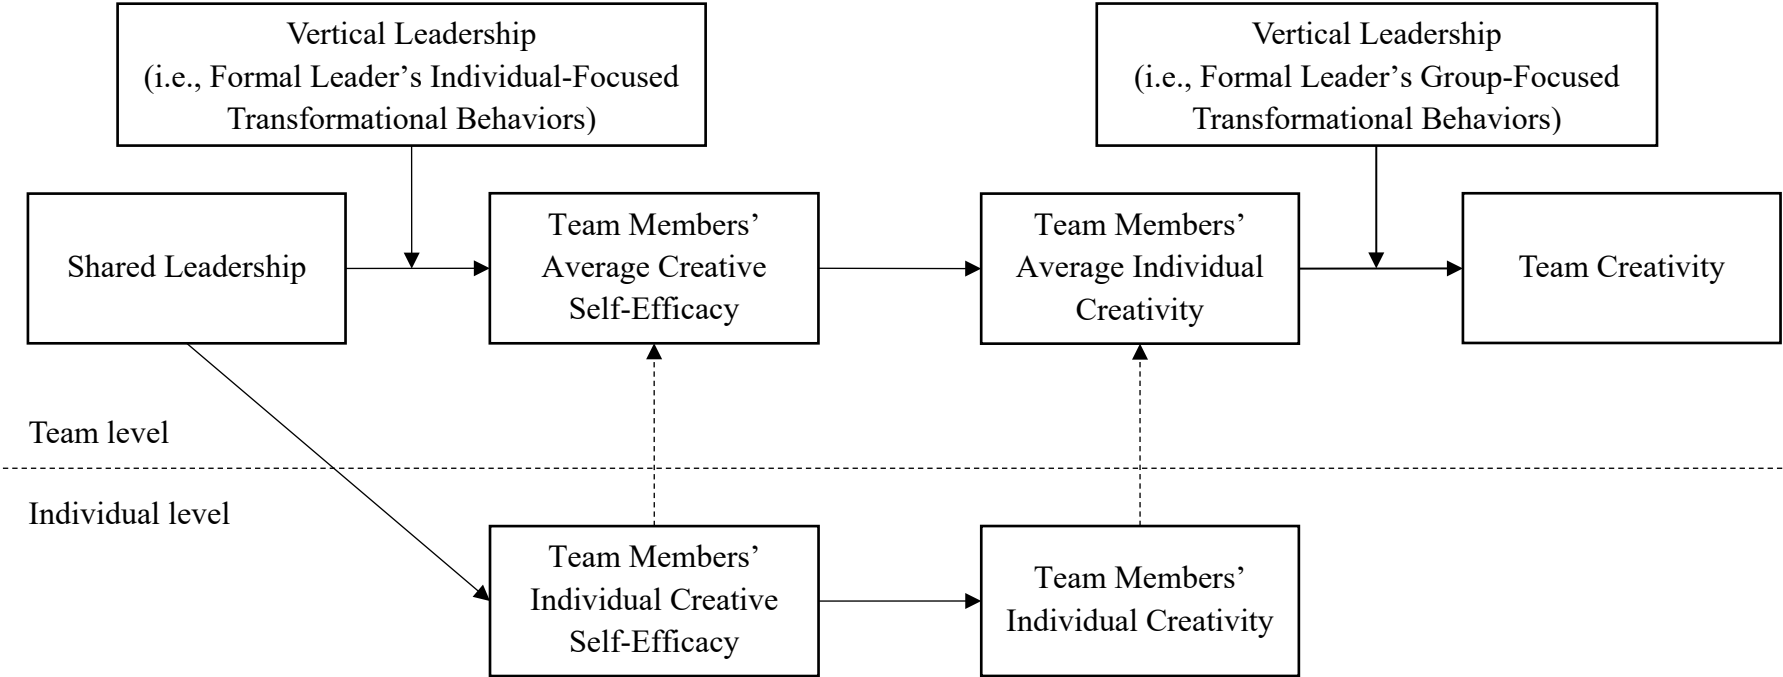 Vertical Leadership
(i.e., Formal Leader’s Individual-Focused
Transformational Behaviors)
Vertical Leadership
(i.e., Formal Leader’s Group-Focused
Transformational Behaviors)
Shared Leadership
Team Members’
Average Creative
Self-Efficacy
Team Members’
Average Individual
Creativity
Team Creativity
Team level
Individual level
Team Members’
Individual Creative
Self-Efficacy
Team Members’
Individual Creativity